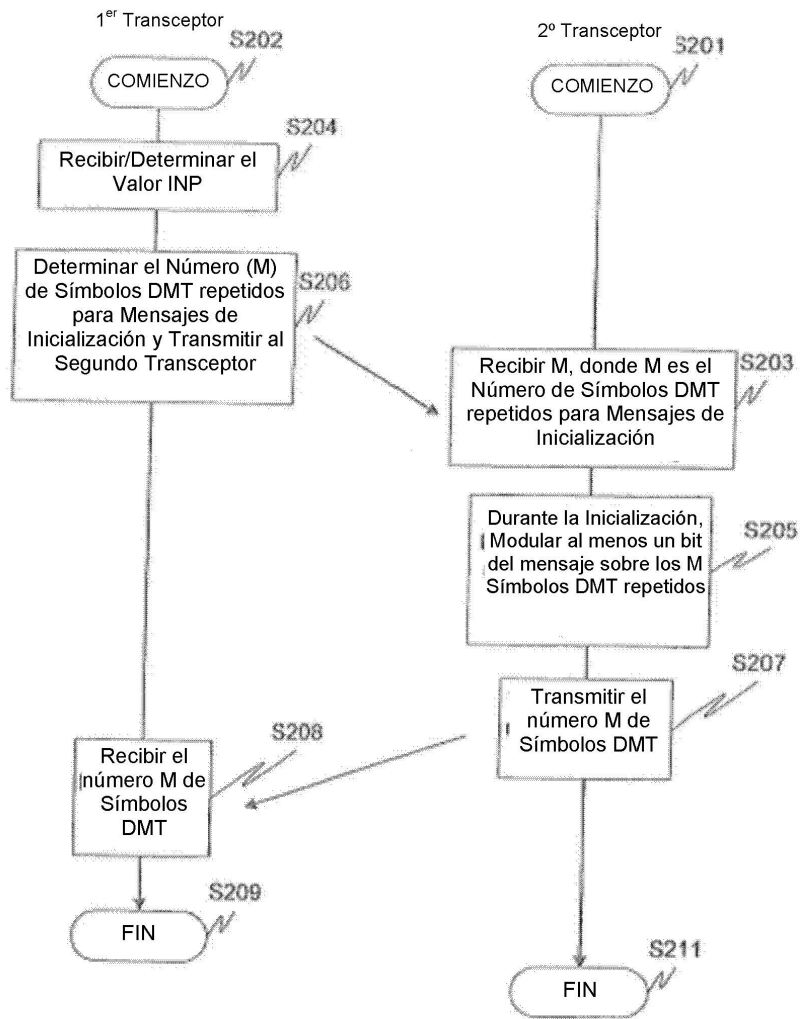 1er Transceptor
S202
COMIENZO
S204
Recibir/Determinar el
Valor INP
Determinar el Número (M)
de Símbolos DMT repetidos
para Mensajes de
Inicialización y Transmitir al
Segundo Transceptor
S206
S208
Recibir el
número M de
Símbolos
DMT
S209
FIN
2º Transceptor
S201
COMIENZO
S203
Recibir M, donde M es el
Número de Símbolos DMT
repetidos para Mensajes de
Inicialización
Durante la Inicialización,
Modular al menos un bit
del mensaje sobre los M
Símbolos DMT repetidos
S205
S207
Transmitir el
número M de
Símbolos DMT
S211
FIN